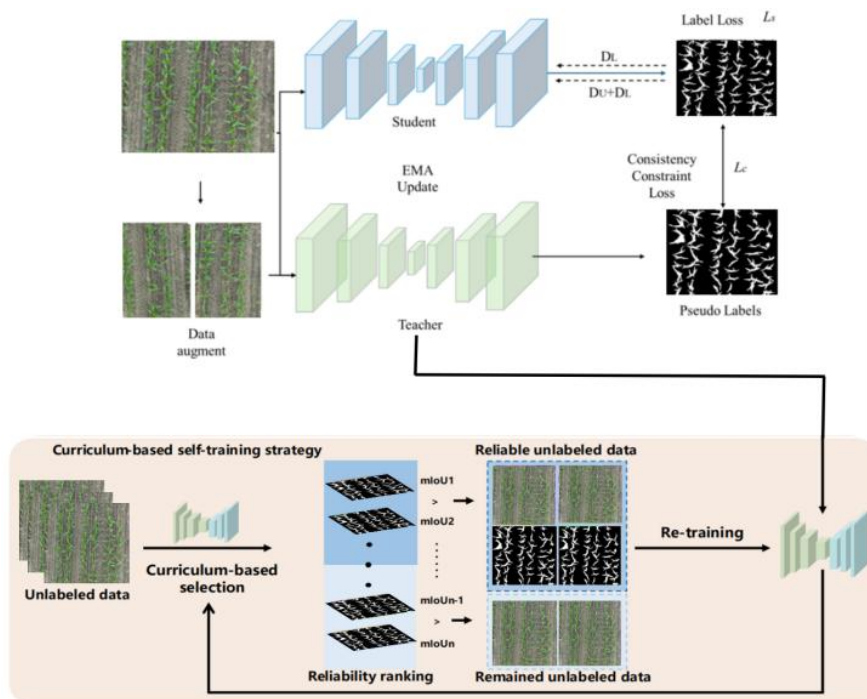 Label Loss Ls
DL
DU+DL
Student
EMA
Update
Consistency
Constraint
Loss
Lc
Data
augment
Teacher
Pseudo Labels
Curriculum-based self-training strategy
Reliable unlabeled data
mIoU1
>
mIoU2
Re-training
Curriculum-based
selection
Unlabeled data
mIoUn-1
>
mIoUn
Reliability ranking
Remained unlabeled data